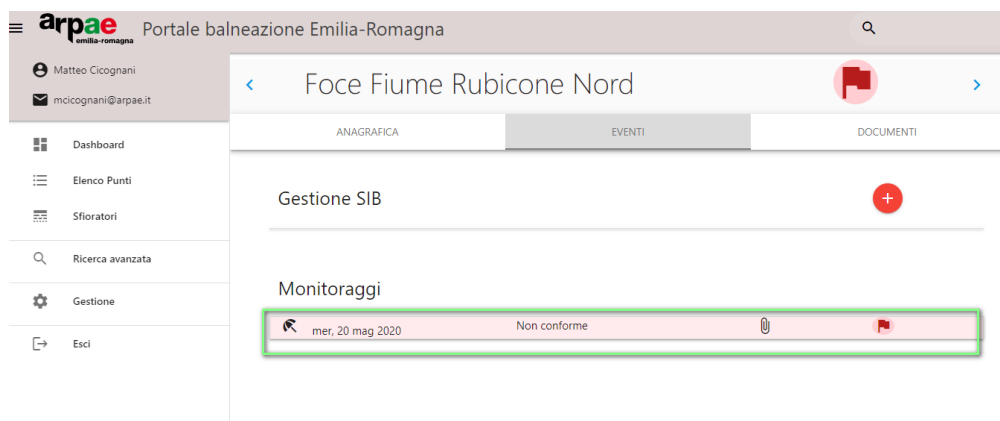 arpae
emilia-romagna
Portale balneazione Emilia-Romagna
Matteo Cicognani
mcicognani@arpae.it
Dashboard
Elenco Punti
Sfioratori
Ricerca avanzata
Gestione
Esci
Foce Fiume Rubicone Nord
ANAGRAFICA EVENTI DOCUMENTI
Gestione SIB
Monitoraggi
mer, 20 mag 2020 Non conforme